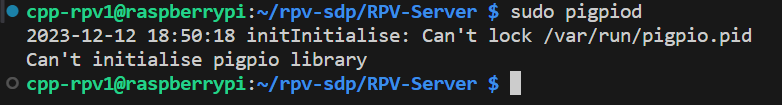 cpp-rpv1@raspberrypi:~/rpv-sdp/RPV-Server $ sudo pigpiod
2023-12-12 18:50:18 initInitialise: Can't lock /var/run/pigpio.pid
Can't initialise pigpio library
cpp-rpv1@raspberrypi:~/rpv-sdp/RPV-Server $